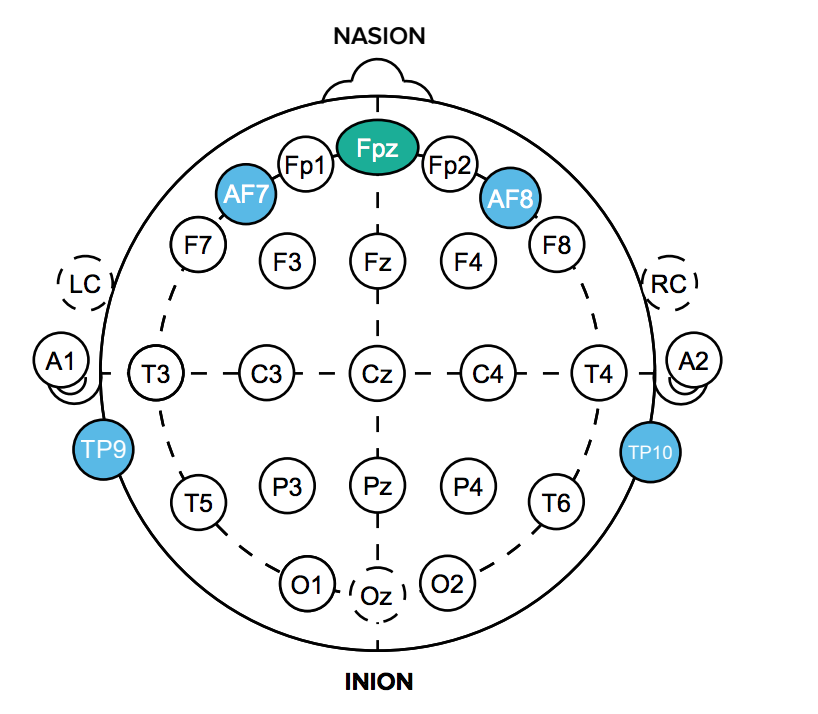 NASION
Fpz
Fp1 Fp2
AF7 AF8
F7 F3 Fz F4 F8
LC RC
A1 T3 C3 Cz C4 T4 A2
TP9 TP10
T5 P3 Pz P4 T6
O1 Oz O2
INION